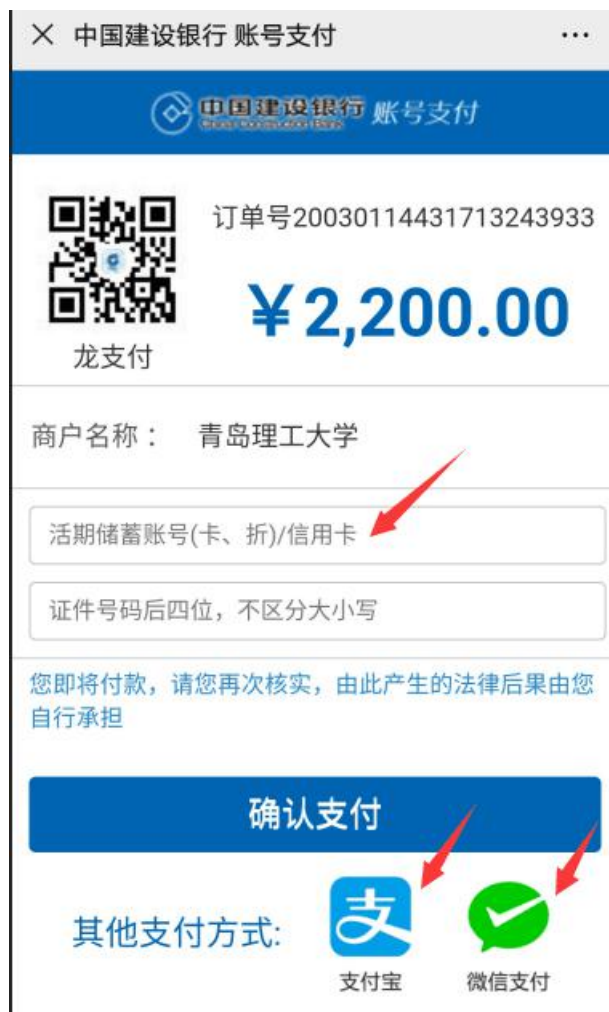 中国建设银行 账号支付
中国建设银行 账号支付
China Construction Bank
订单号20030114431713243933
¥2,200.00
龙支付
商户名称： 青岛理工大学
活期储蓄账号(卡、折)/信用卡
证件号码后四位，不区分大小写
您即将付款，请您再次核实，由此产生的法律后果由您
自行承担
确认支付
其他支付方式:
支
支付宝
微信支付